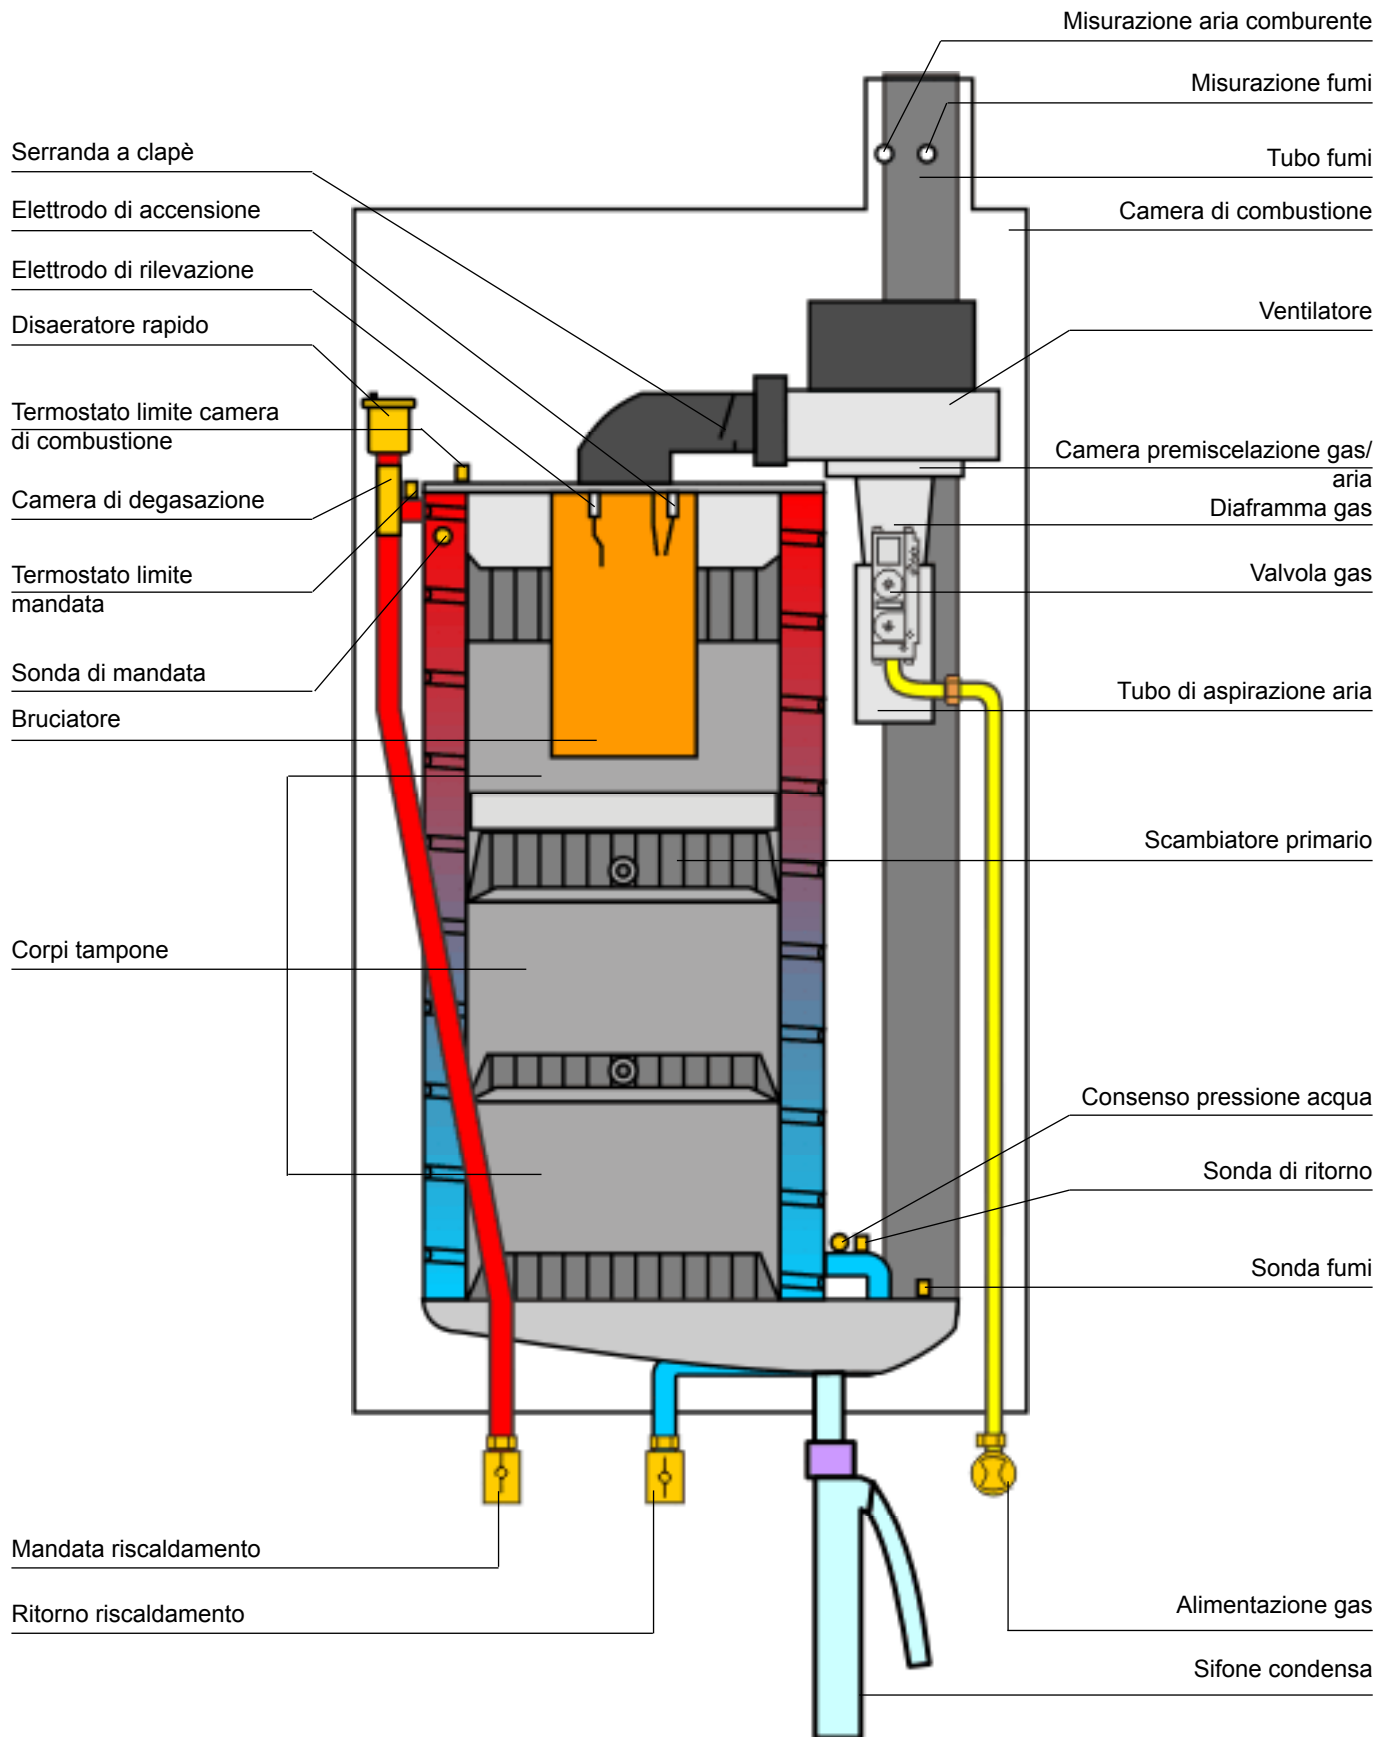 Misurazione aria comburente
Misurazione fumi
Tubo fumi
Camera di combustione
Ventilatore
Camera premiscelazione gas/
aria
Diaframma gas
Valvola gas
Tubo di aspirazione aria
Scambiatore primario
Consenso pressione acqua
Sonda di ritorno
Sonda fumi
Alimentazione gas
Sifone condensa
Serranda a clapè
Elettrodo di accensione
Elettrodo di rilevazione
Disaeratore rapido
Termostato limite camera
di combustione
Camera di degasazione
Termostato limite
mandata
Sonda di mandata
Bruciatore
Corpi tampone
Mandata riscaldamento
Ritorno riscaldamento